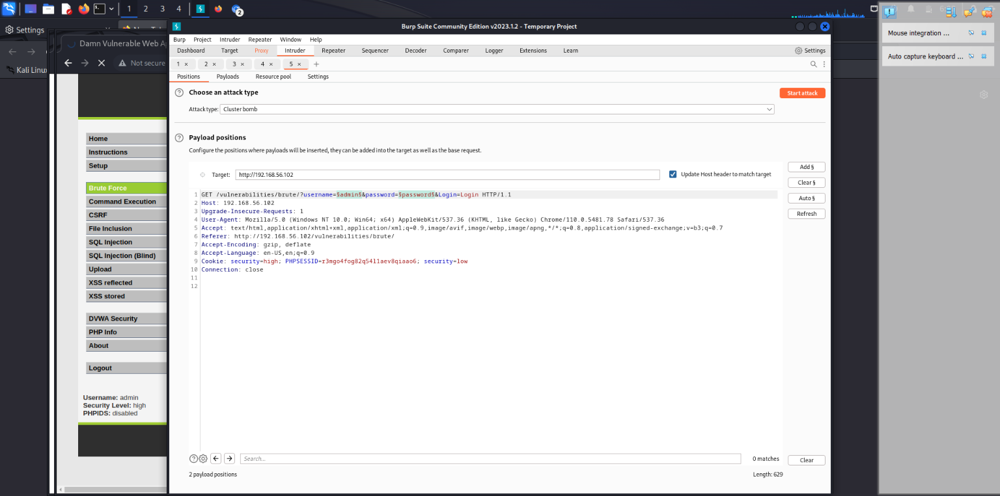 1 2 3 4 2
Burp Suite Community Edition v2023.1.2 - Temporary Project
Settings
Damn Vulnerable Web A
Not secure
Kali Linux
Burp Project Intruder Repeater Window Help
Dashboard Target Proxy Intruder Repeater Sequencer Decoder Comparer Logger Extensions Learn Settings
1 × 2 × 3 × 4 × 5 × +
Positions Payloads Resource pool Settings
Choose an attack type
Start attack
Attack type: Cluster bomb
Payload positions
Configure the positions where payloads will be inserted, they can be added into the target as well as the base request.
Target: http://192.168.56.102
Update Host header to match target
Add §
Clear §
Auto §
Refresh
1 GET /vulnerabilities/brute/?username=§admin§&password=§password§&Login=Login HTTP/1.1
2 Host: 192.168.56.102
3 Upgrade-Insecure-Requests: 1
4 User-Agent: Mozilla/5.0 (Windows NT 10.0; Win64; x64) AppleWebKit/537.36 (KHTML, like Gecko) Chrome/110.0.5481.78 Safari/537.36
5 Accept: text/html,application/xhtml+xml,application/xml;q=0.9,image/avif,image/webp,image/apng,*/*;q=0.8,application/signed-exchange;v=b3;q=0.7
6 Referer: http://192.168.56.102/vulnerabilities/brute/
7 Accept-Encoding: gzip, deflate
8 Accept-Language: en-US,en;q=0.9
9 Cookie: security=high; PHPSESSID=r3mgo4fog82q54l1aev8qiaao6; security=low
10 Connection: close
11
12
Search...
0 matches
Clear
2 payload positions
Length: 629
Home
Instructions
Setup
Brute Force
Command Execution
CSRF
File Inclusion
SQL Injection
SQL Injection (Blind)
Upload
XSS reflected
XSS stored
DVWA Security
PHP Info
About
Logout
Username: admin
Security Level: high
PHPIDS: disabled
Mouse integration ...
Auto capture keyboard ...